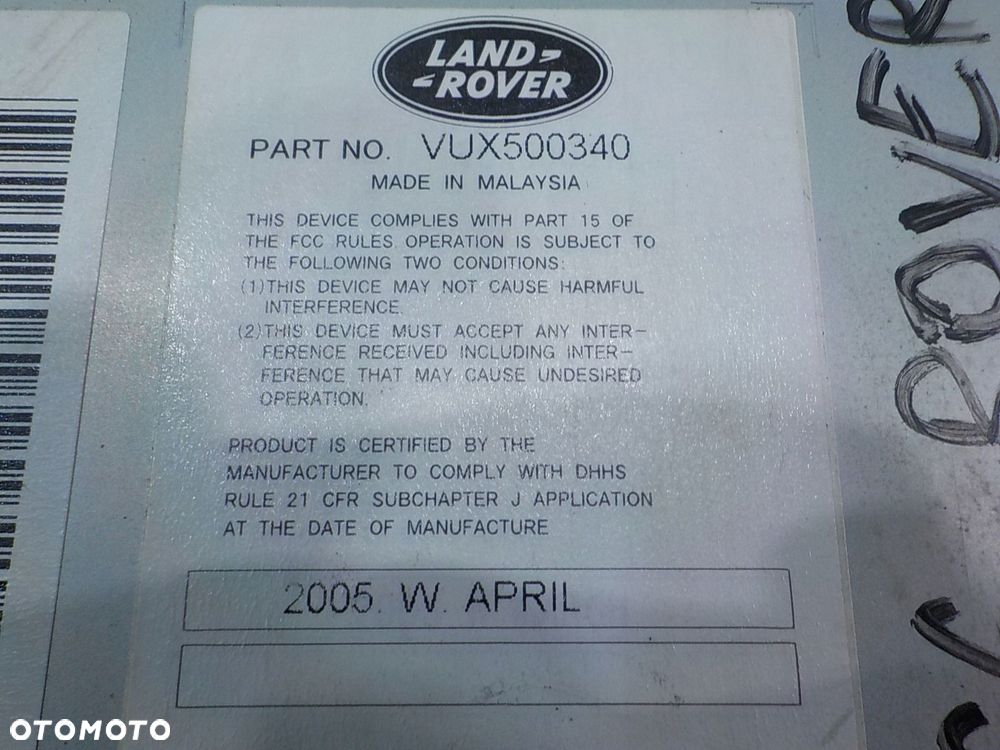 LAND
ROVER
PART NO. VUX500340
MADE IN MALAYSIA
THIS DEVICE COMPLIES WITH PART 15 OF
THE FCC RULES. OPERATION IS SUBJECT TO
THE FOLLOWING TWO CONDITIONS:
(1)THIS DEVICE MAY NOT CAUSE HARMFUL
INTERFERENCE.
(2)THIS DEVICE MUST ACCEPT ANY INTER-
FERENCE RECEIVED INCLUDING INTER-
FERENCE THAT MAY CAUSE UNDESIRED
OPERATION.
PRODUCT IS CERTIFIED BY THE
MANUFACTURER TO COMPLY WITH DHHS
RULE 21 CFR SUBCHAPTER J APPLICATION
AT THE DATE OF MANUFACTURE
2005. W. APRIL
ROVER
OTOMOTO